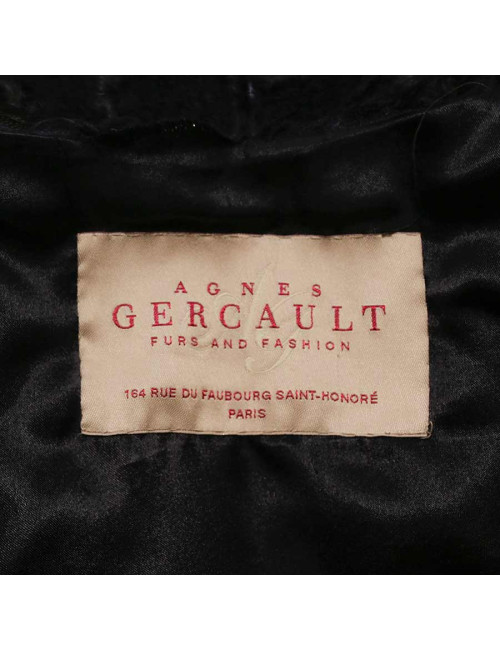 AGNES
GERCAULT
FURS AND FASHION
164 RUE DU FAUBOURG SAINT-HONORÉ
PARIS